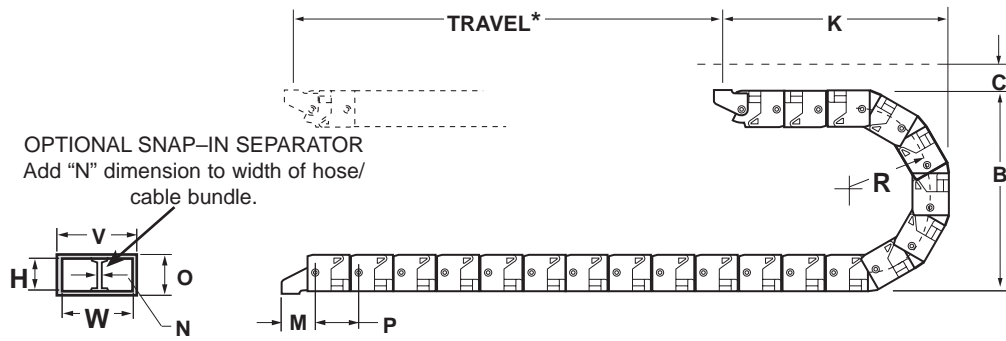 TRAVEL*
K
C
OPTIONAL SNAP–IN SEPARATOR
Add “N” dimension to width of hose/
cable bundle.
B
R
V
H
O
W
N
M
P